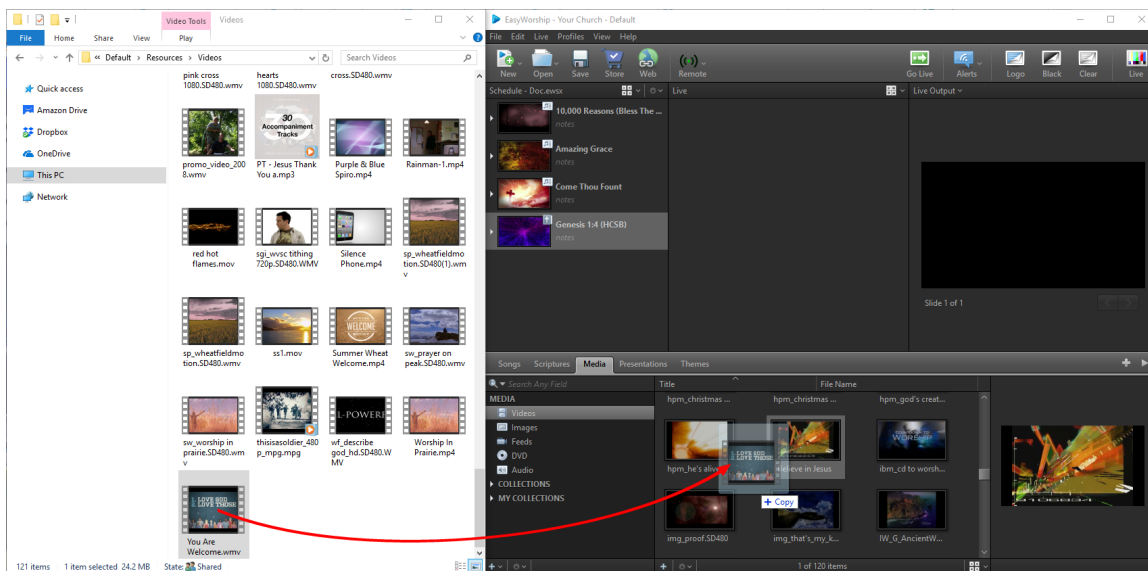 Video Tools
Videos
File
Home
Share
View
Play
« Default › Resources › Videos
Search Videos
Quick access
Amazon Drive
Dropbox
OneDrive
This PC
Network
pink cross
1080.SD480.wmv
hearts
1080.SD480.wmv
cross.SD480.wmv
30
Accompaniment
Tracks
promo_video_200
8.wmv
PT - Jesus Thank
You a.mp3
Purple & Blue
Spiro.mp4
Rainman-1.mp4
red hot
flames.mov
sgi_wvsc tithing
720p.SD480.WMV
Silence
Phone.mp4
sp_wheatfieldmo
tion.SD480(1).wm
v
WELCOME
sp_wheatfieldmo
tion.SD480.wmv
ss1.mov
Summer Wheat
Welcome.mp4
sw_prayer on
peak.SD480.wmv
L-POWERF
sw_worship in
prairie.SD480.wm
v
thisisasoldier_480
p_mpg.mpg
wf_describe
god_hd.SD480.W
MV
Worship In
Prairie.mp4
LOVE GOD
LOVE THOSE
You Are
Welcome.wmv
121 items
1 item selected 24.2 MB
State: Shared
EasyWorship - Your Church - Default
File Edit Live Profiles View Help
New
Open
Save
Store
Web
Remote
Go Live
Alerts
Logo
Black
Clear
Live
Schedule - Doc.ewsx
Live
Live Output
10,000 Reasons (Bless The ...
notes
Amazing Grace
notes
Come Thou Fount
notes
Genesis 1:4 (HCSB)
notes
Slide 1 of 1
Songs
Scriptures
Media
Presentations
Themes
Search Any Field
Title
File Name
MEDIA
Videos
Images
Feeds
DVD
Audio
COLLECTIONS
MY COLLECTIONS
hpm_christmas ...
hpm_christmas ...
hpm_god's creat...
WORSHIP
hpm_he's aliv
elieve in Jesus
ibm_cd to worsh...
LOVE GOD
LOVE THOSE
+ Copy
img_proof.SD480
img_that's_my_k...
IW_G_AncientW...
1 of 120 items